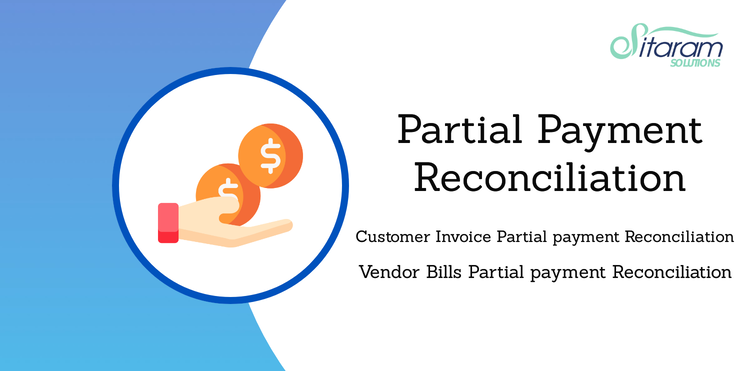 Sitaram
SOLUTIONS
Partial Payment
Reconciliation
$
$
Customer Invoice Partial payment Reconciliation
Vendor Bills Partial payment Reconciliation